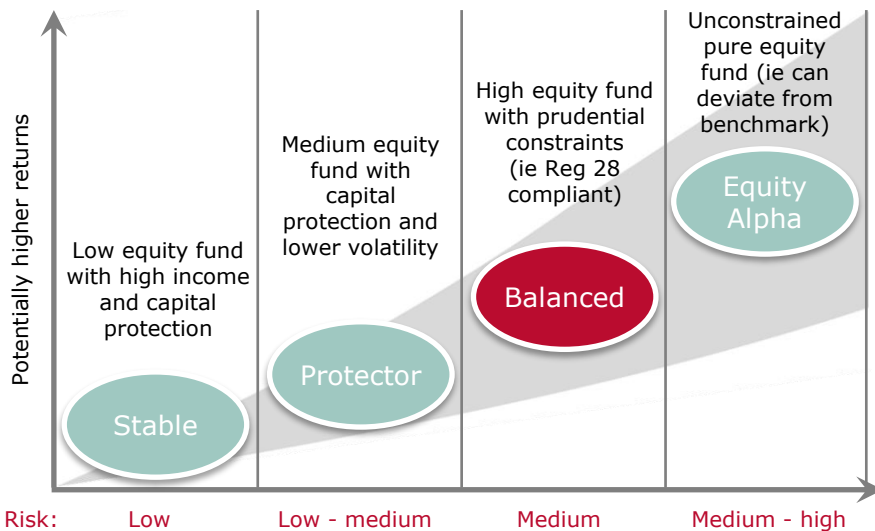 Potentially higher returns
Low equity fund
with high income
and capital
protection
Stable
Medium equity
fund with
capital
protection and
lower volatility
Protector
High equity fund
with prudential
constraints
(ie Reg 28
compliant)
Balanced
Unconstrained
pure equity
fund (ie can
deviate from
benchmark)
Equity
Alpha
Risk: Low Low - medium Medium Medium - high